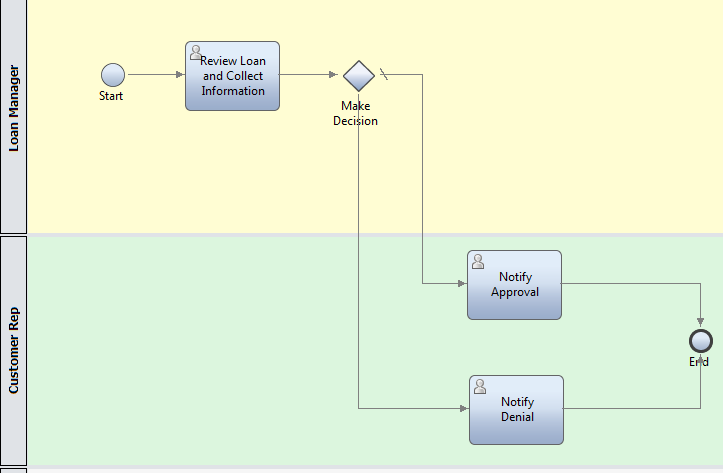 Loan Manager
Start
Review Loan
and Collect
Information
Make
Decision
Customer Rep
Notify
Approval
End
Notify
Denial